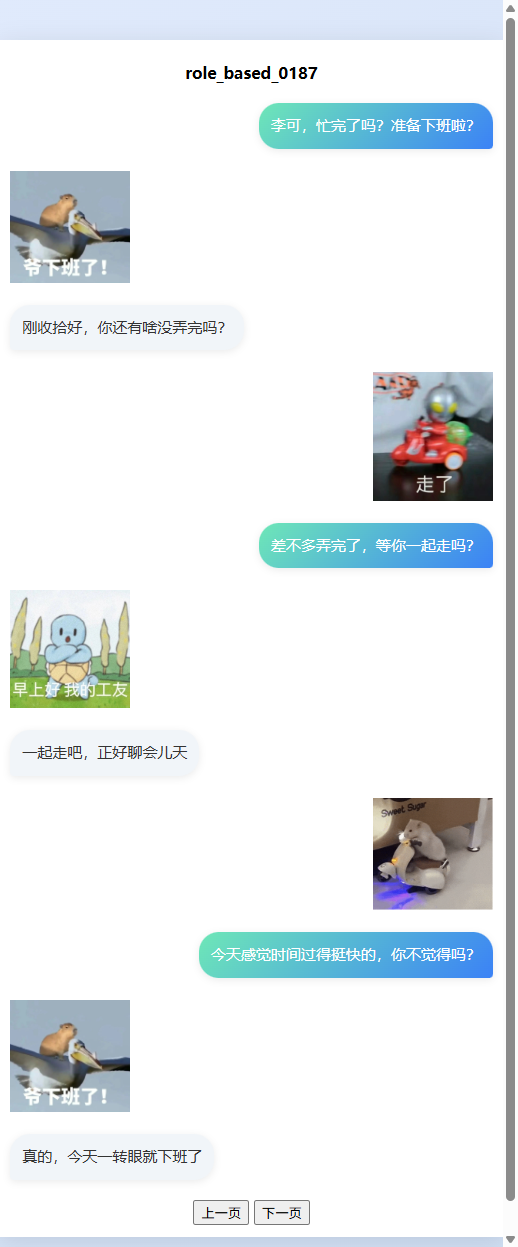 role_based_0187
李可，忙完了吗？准备下班啦？
爷下班了！
刚收拾好，你还有啥没弄完吗？
走了
差不多弄完了，等你一起走吗？
早上好 我的工友
一起走吧，正好聊会儿天
Sweet, Sugar
今天感觉时间过得挺快的，你不觉得吗？
爷下班了！
真的，今天一转眼就下班了
上一页 下一页